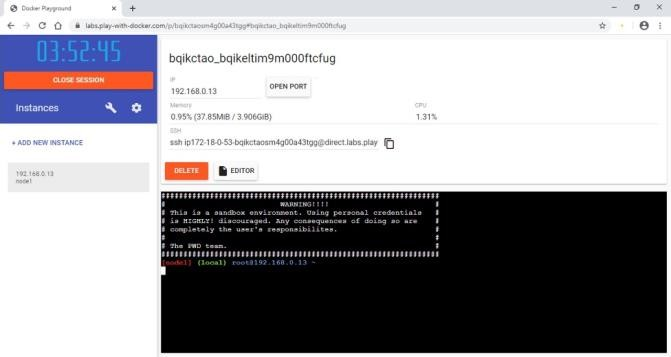 Docker Playground
labs.play-with-docker.com/p/bqikctaosm4g00a43tgg#bqikctao_bqikeltim9m000ftcfug
03:52:45
CLOSE SESSION
Instances
+ ADD NEW INSTANCE
192.168.0.13
node1
bqikctao_bqikeltim9m000ftcfug
IP
192.168.0.13
OPEN PORT
Memory
0.95% (37.85MiB / 3.906GiB)
CPU
1.31%
SSH
ssh ip172-18-0-53-bqikctaosm4g00a43tgg@direct.labs.play
DELETE
EDITOR
###############################################################
# WARNING!!!! #
# This is a sandbox environment. Using personal credentials #
# is HIGHLY! discouraged. Any consequences of doing so are #
# completely the user's responsibilites. #
# #
# The PWD team. #
###############################################################
[node1] (local) root@192.168.0.13 ~